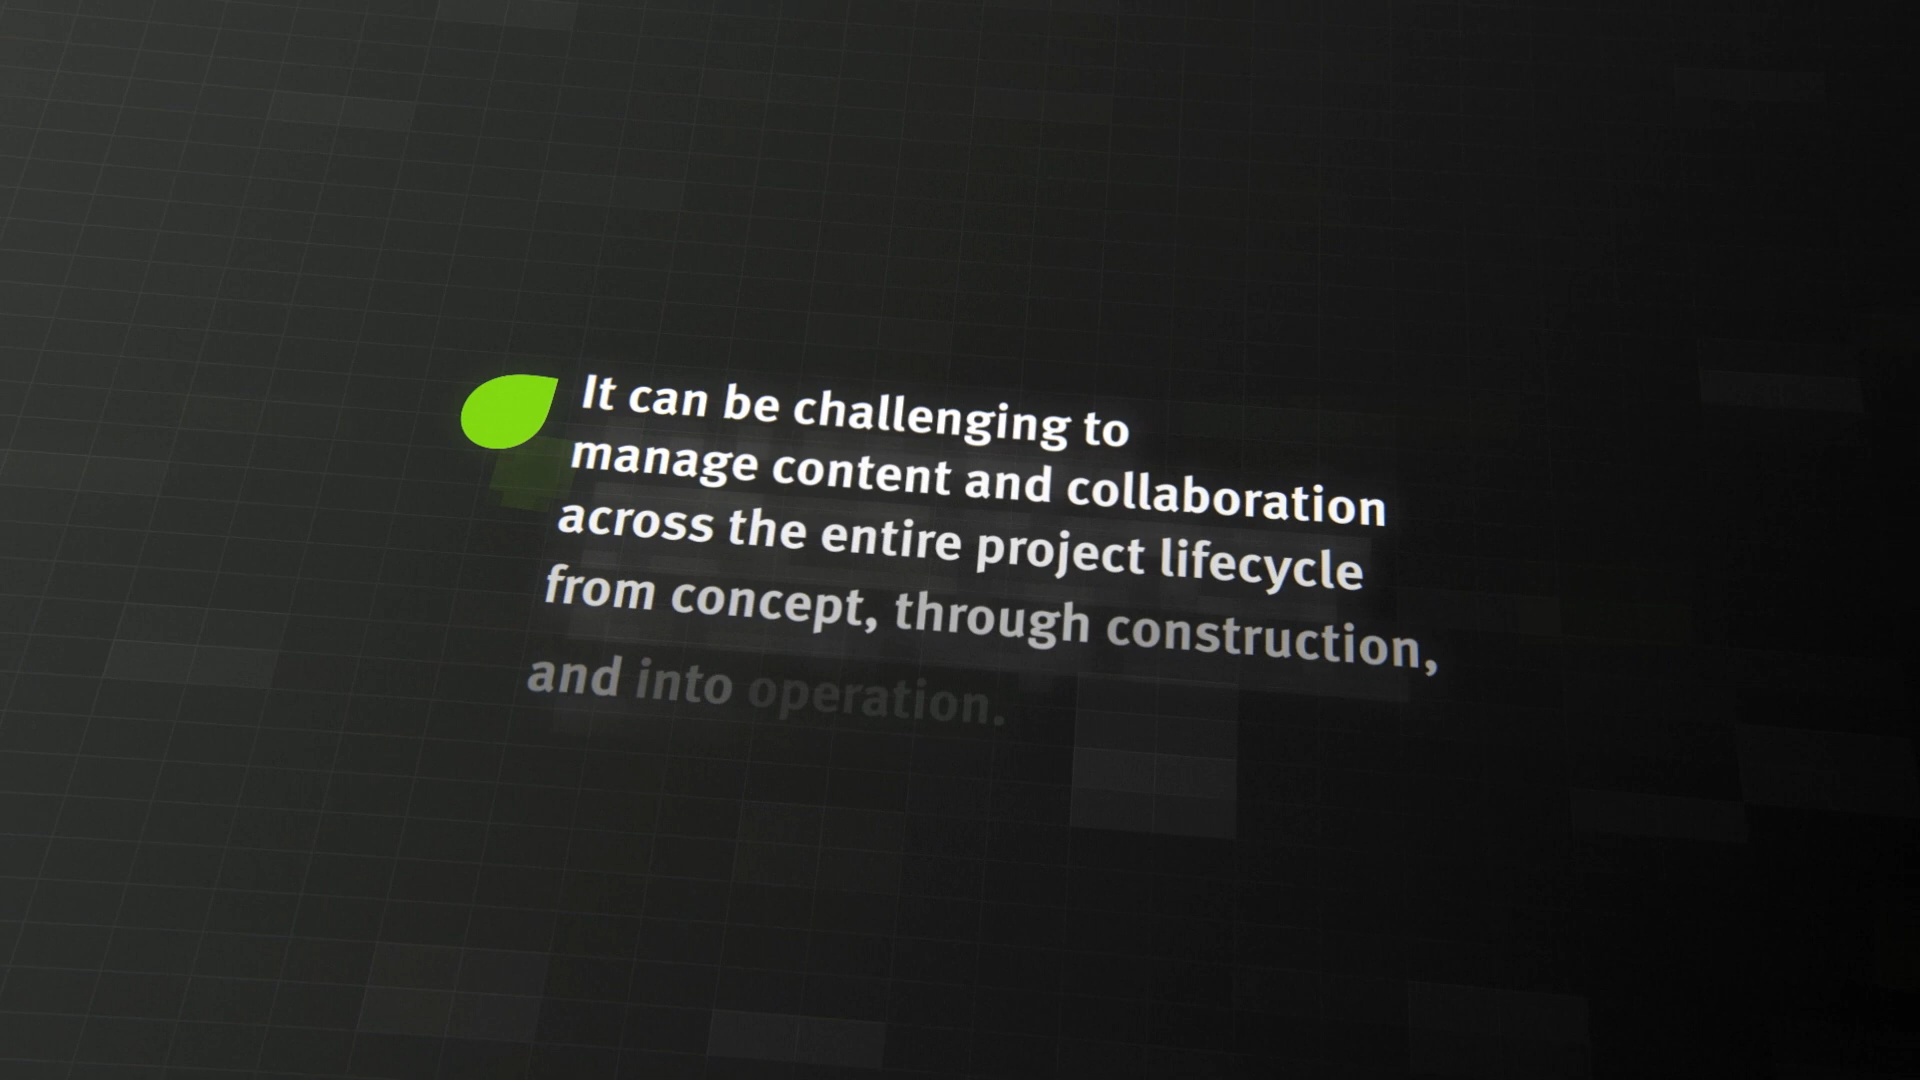 It can be challenging to
manage content and collaboration
across the entire project lifecycle
from concept, through construction,
and into operation.